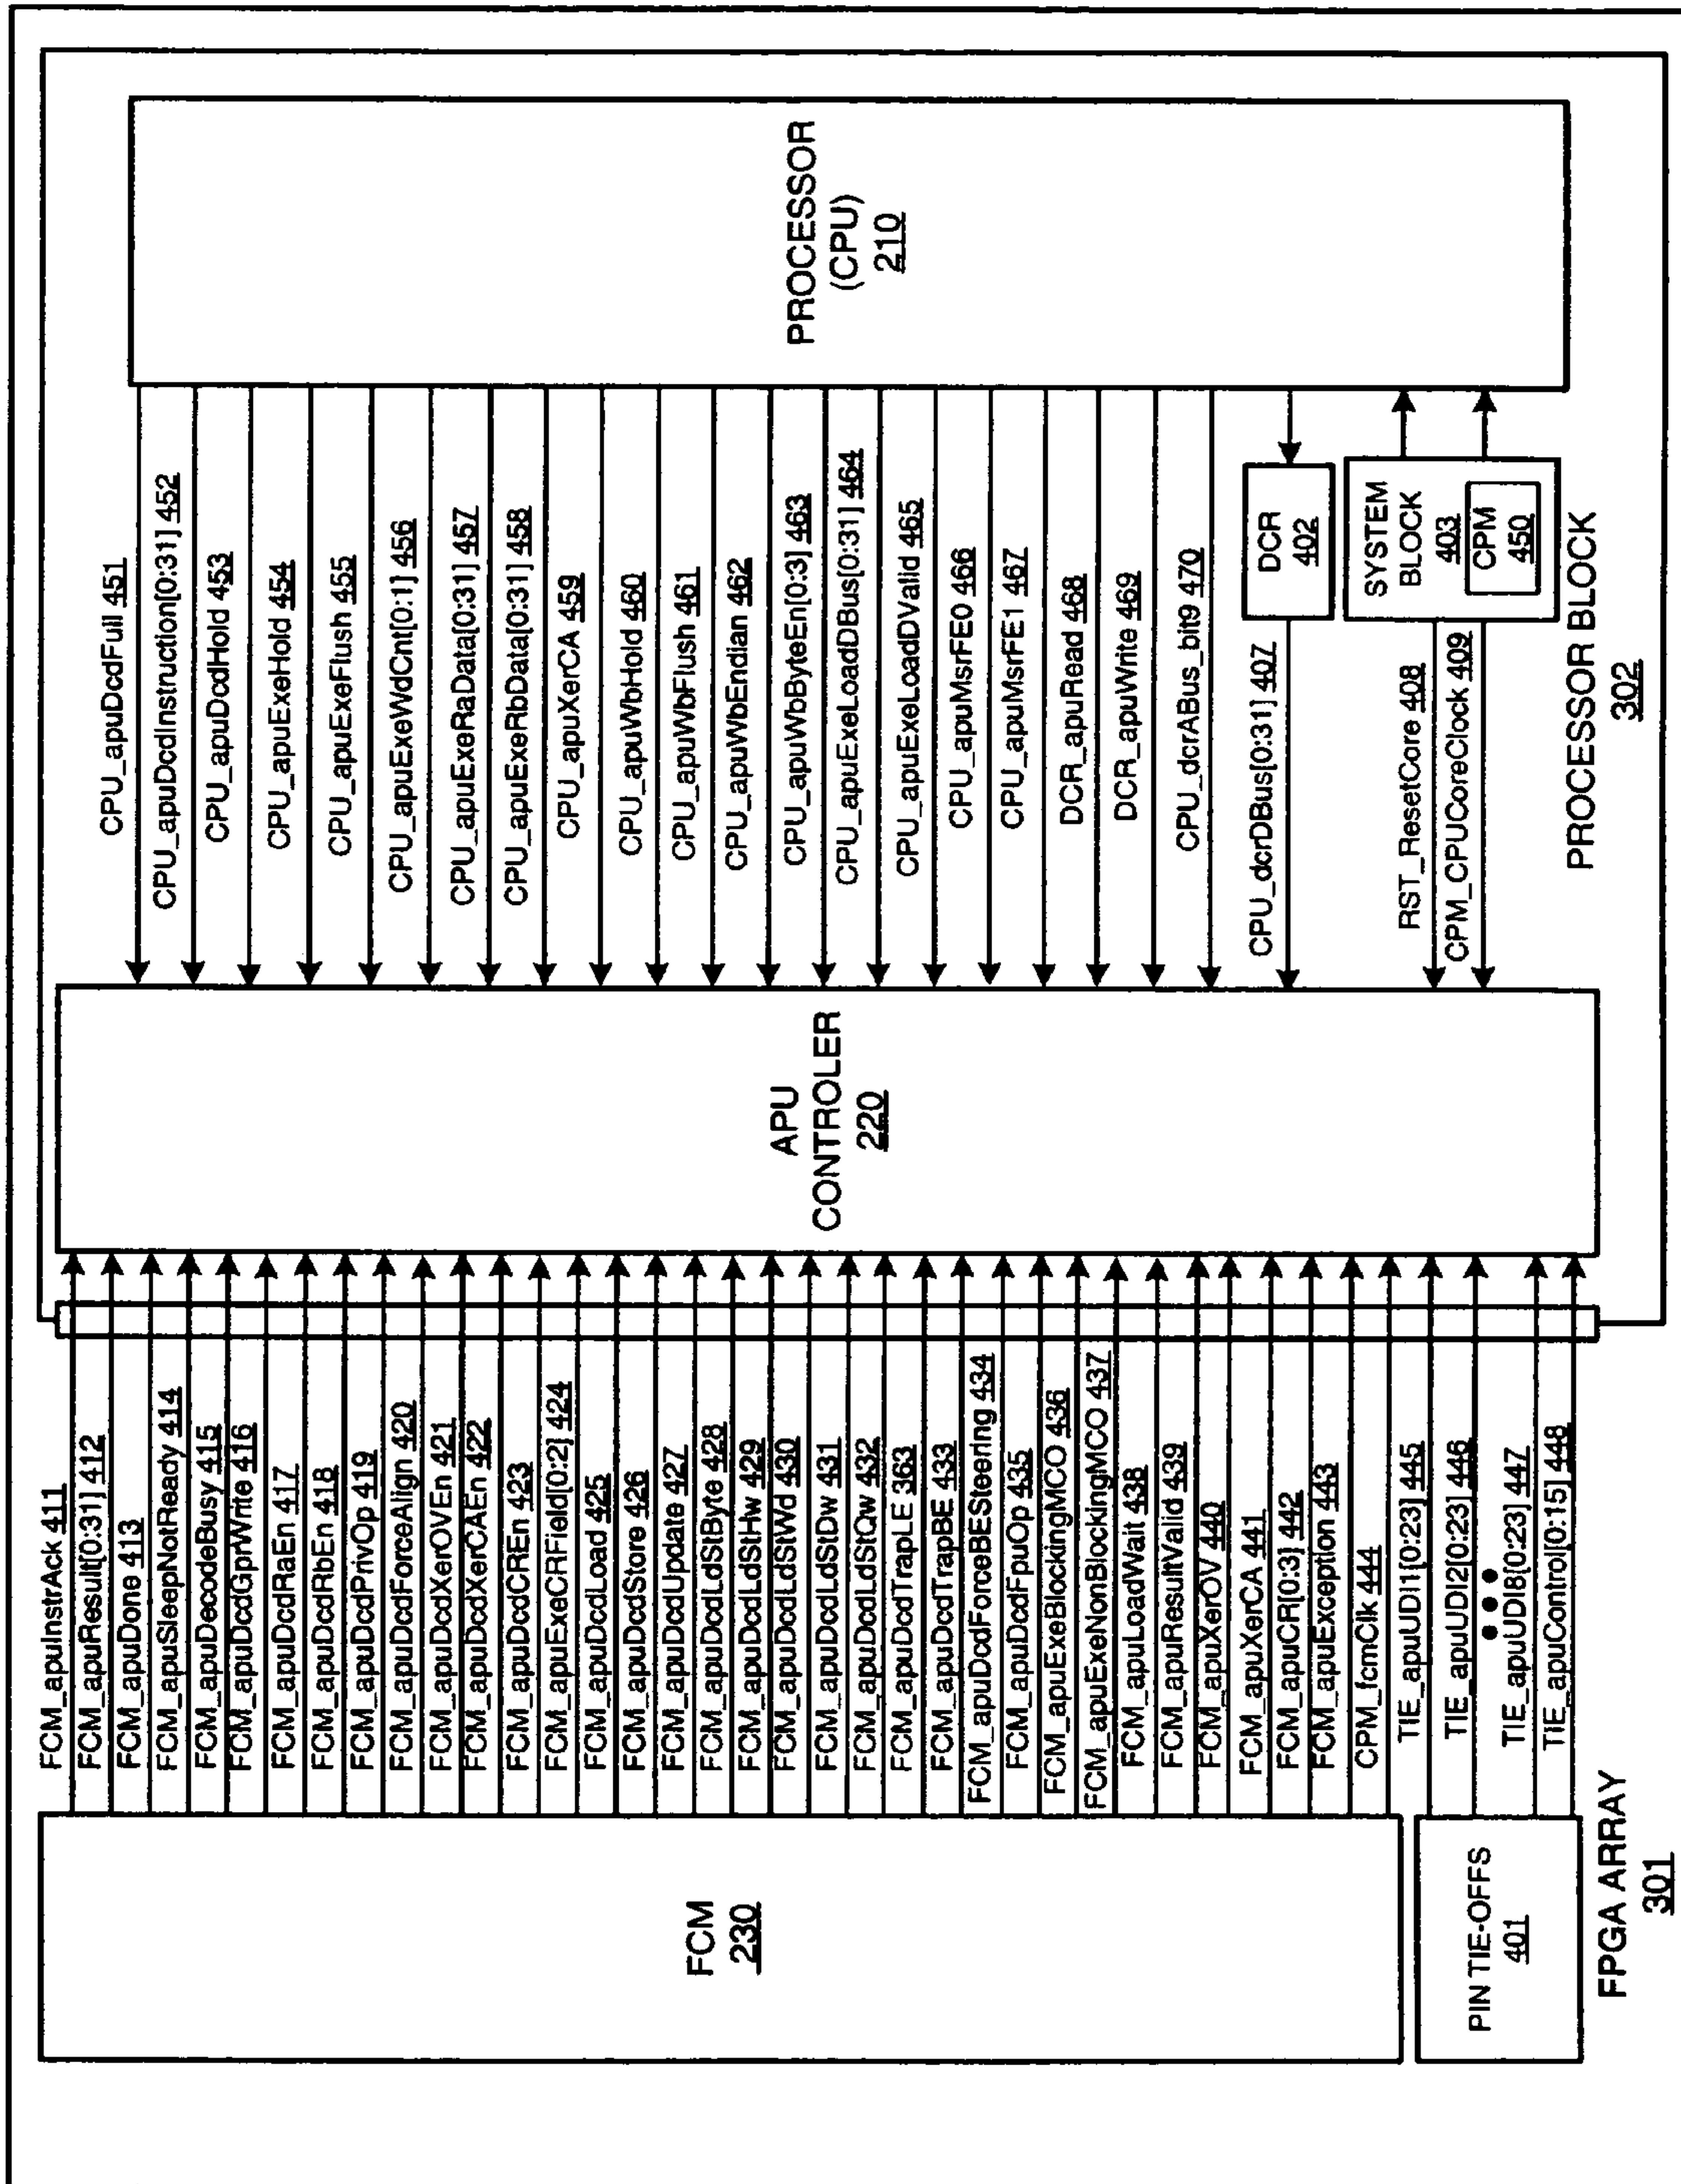 FCM_apuInstrAck 411
FCM_apuResult[0:31] 412
FCM_apuDone 413
FCM_apuSleepNotReady 414
FCM_apuDecodeBusy 415
FCM_apuDcdGprWrite 416
FCM_apuDcdRaEn 417
FCM_apuDcdRbEn 418
FCM_apuDcdPrivOp 419
FCM_apuDcdForceAlign 420
FCM_apuDcdXerOVEn 421
FCM_apuDcdXerCAEn 422
FCM_apuDcdCREn 423
FCM_apuExeCRField[0:2] 424
FCM_apuDcdLoad 425
FCM_apuDcdStore 426
FCM_apuDcdUpdate 427
FCM_apuDcdLdStByte 428
FCM_apuDcdLdStHw 429
FCM_apuDcdLdStWd 430
FCM_apuDcdLdStDw 431
FCM_apuDcdLdStQw 432
FCM_apuDcdTrapLE 363
FCM_apuDcdTrapBE 433
FCM_apuDcdForceBESteering 434
FCM_apuDcdFpuOp 435
FCM_apuExeBlockingMCO 436
FCM_apuExeNonBlockingMCO 437
FCM_apuLoadWait 438
FCM_apuResultValid 439
FCM_apuXerOV 440
FCM_apuXerCA 441
FCM_apuCR[0:3] 442
FCM_apuException 443
CPM_fcmClk 444
TIE_apuUDI1[0:23] 445
TIE_apuUDI2[0:23] 446
TIE_apuUDI8[0:23] 447
TIE_apuControl[0:15] 448
FCM
230
PIN TIE-OFFS
401
FPGA ARRAY
301
APU
CONTROLLER
220
CPU_apuDcdFull 451
CPU_apuDcdInstruction[0:31] 452
CPU_apuDcdHold 453
CPU_apuExeHold 454
CPU_apuExeFlush 455
CPU_apuExeWdCnt[0:1] 456
CPU_apuExeRaData[0:31] 457
CPU_apuExeRbData[0:31] 458
CPU_apuXerCA 459
CPU_apuWbHold 460
CPU_apuWbFlush 461
CPU_apuWbEndian 462
CPU_apuWbByteEn[0:3] 463
CPU_apuExeLoadDBus[0:31] 464
CPU_apuExeLoadDValid 465
CPU_apuMsrFE0 466
CPU_apuMsrFE1 467
DCR_apuRead 468
DCR_apuWrite 469
CPU_dcrABus_bit9 470
CPU_dcrDBus[0:31] 407
RST_ResetCore 408
CPM_CPUCoreClock 409
PROCESSOR
(CPU)
210
DCR
402
SYSTEM
BLOCK
403
CPM
450
PROCESSOR BLOCK
302